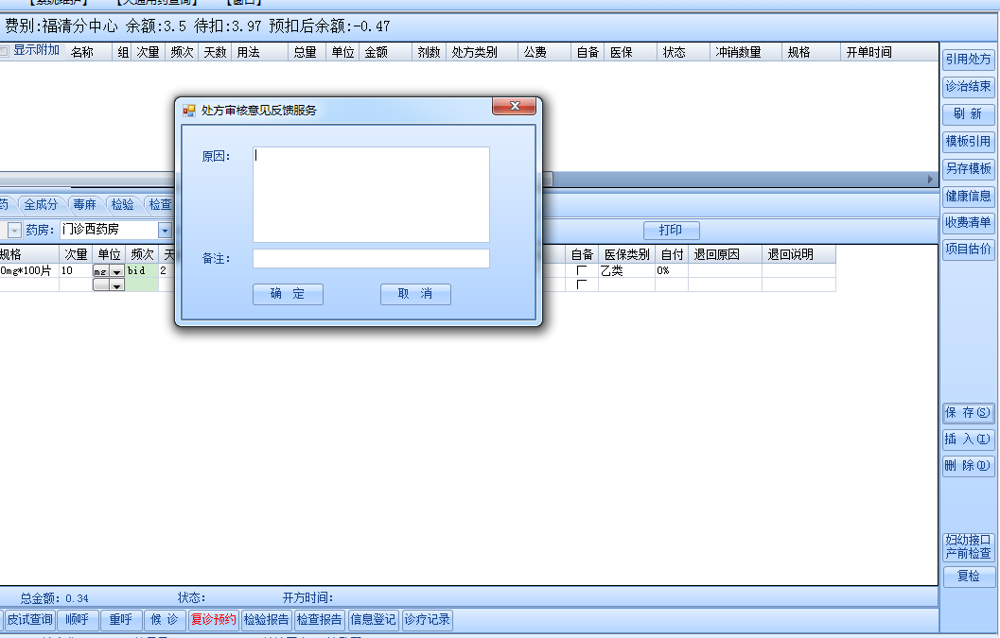 【系统维护】 【天通用药查询】 【窗口】
费别:福清分中心 余额:3.5 待扣:3.97 预扣后余额:-0.47
显示附加 名称 组 次量 频次 天数 用法 总量 单位 金额 剂数 处方类别 公费 自备 医保 状态 冲销数量 规格 开单时间
引用处方
诊治结束
刷 新
模板引用
另存模板
健康信息
收费清单
项目估价
处方审核意见反馈服务
原因:
备注:
确 定 取 消
药 全成分 毒麻 检验 检查
药房: 门诊西药房 打印
规格 次量 单位 频次 天 自备 医保类别 自付 退回原因 退回说明
0mg*100片 10 mg bid 2 乙类 0%
保 存(S)
插 入(I)
删 除(D)
妇幼接口
产前检查
复检
总金额: 0.34 状态: 开方时间:
皮试查询 顺呼 重呼 候 诊 复诊预约 检验报告 检查报告 信息登记 诊疗记录